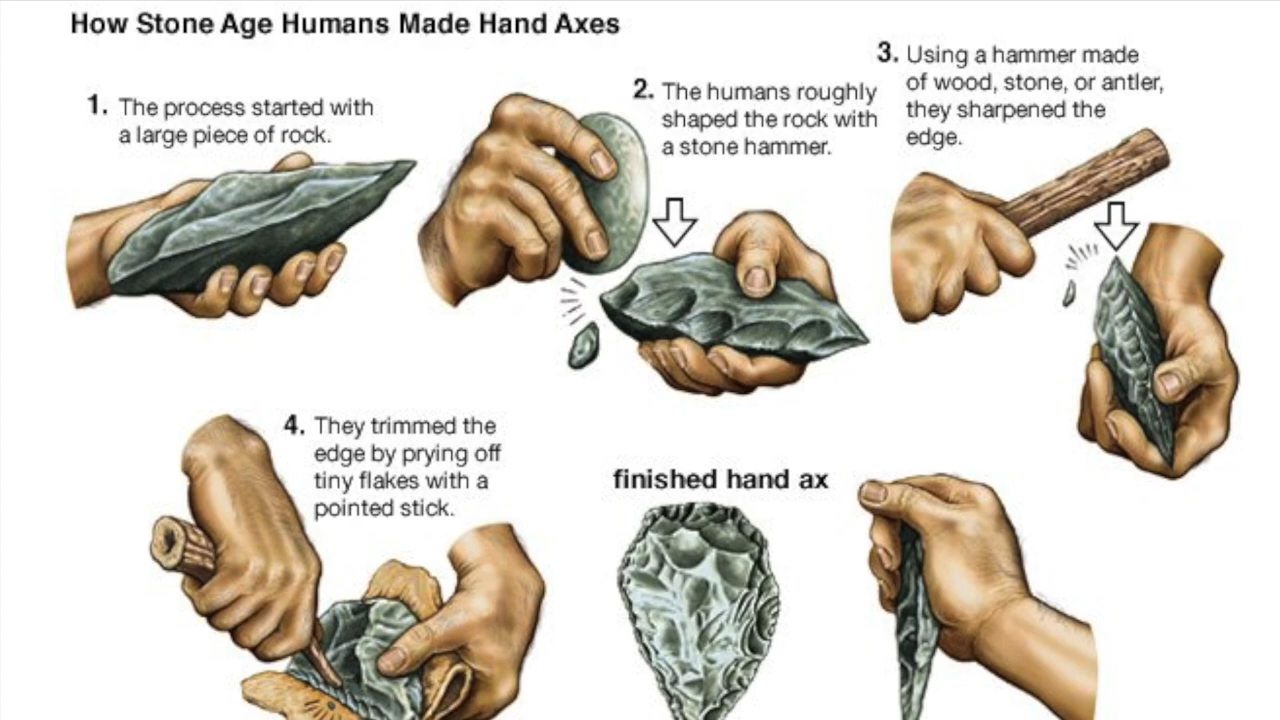 How Stone Age Humans Made Hand Axes
1. The process started with
a large piece of rock.
2. The humans roughly
shaped the rock with
a stone hammer.
3. Using a hammer made
of wood, stone, or antler,
they sharpened the
edge.
4. They trimmed the
edge by prying off
tiny flakes with a
pointed stick.
finished hand ax